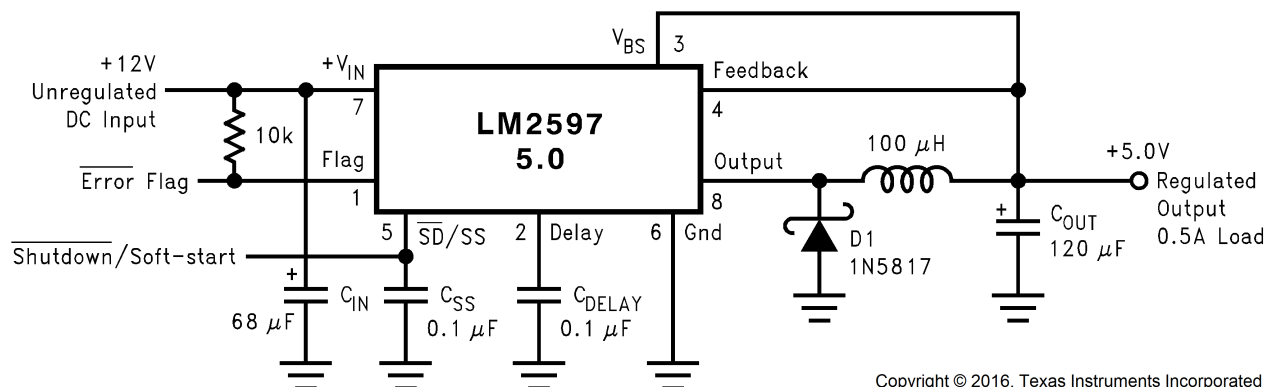 V_BS 3
+12V
Unregulated
DC Input
+V_IN
7
Feedback
4
LM2597
5.0
10k
Flag
1
Error Flag
Output
8
100 μH
+5.0V
Regulated
Output
0.5A Load
5 SD/SS
2 Delay
6 Gnd
D1
1N5817
+
C_OUT
120 μF
Shutdown/Soft-start
+
C_IN
68 μF
C_SS
0.1 μF
C_DELAY
0.1 μF
Copyright © 2016, Texas Instruments Incorporated